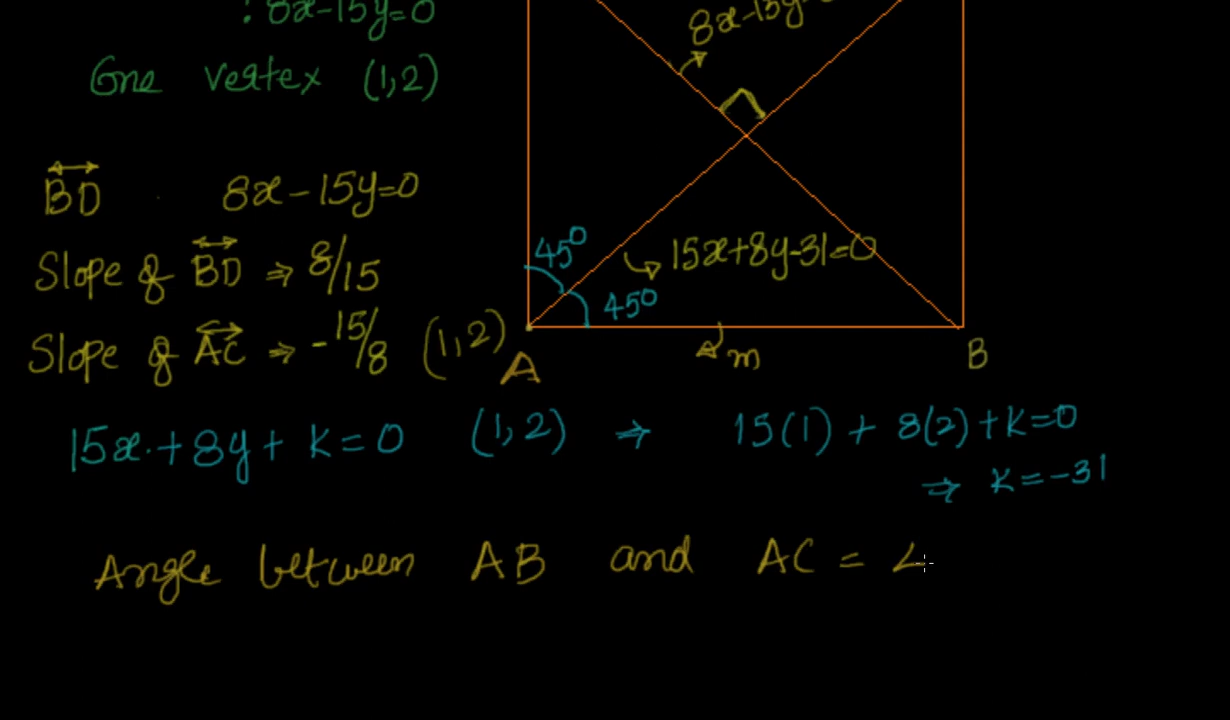 : 8x-15y=0
One vertex (1,2)
8x-15y=0
BD 8x-15y=0
Slope of BD ⇒ 8/15
Slope of AC ⇒ -15/8
(1,2)
A
45°
45°
15x+8y-31=0
m
B
15x+8y+K=0 (1,2) ⇒ 15(1)+8(2)+K=0
⇒ K=-31
Angle between AB and AC = 4